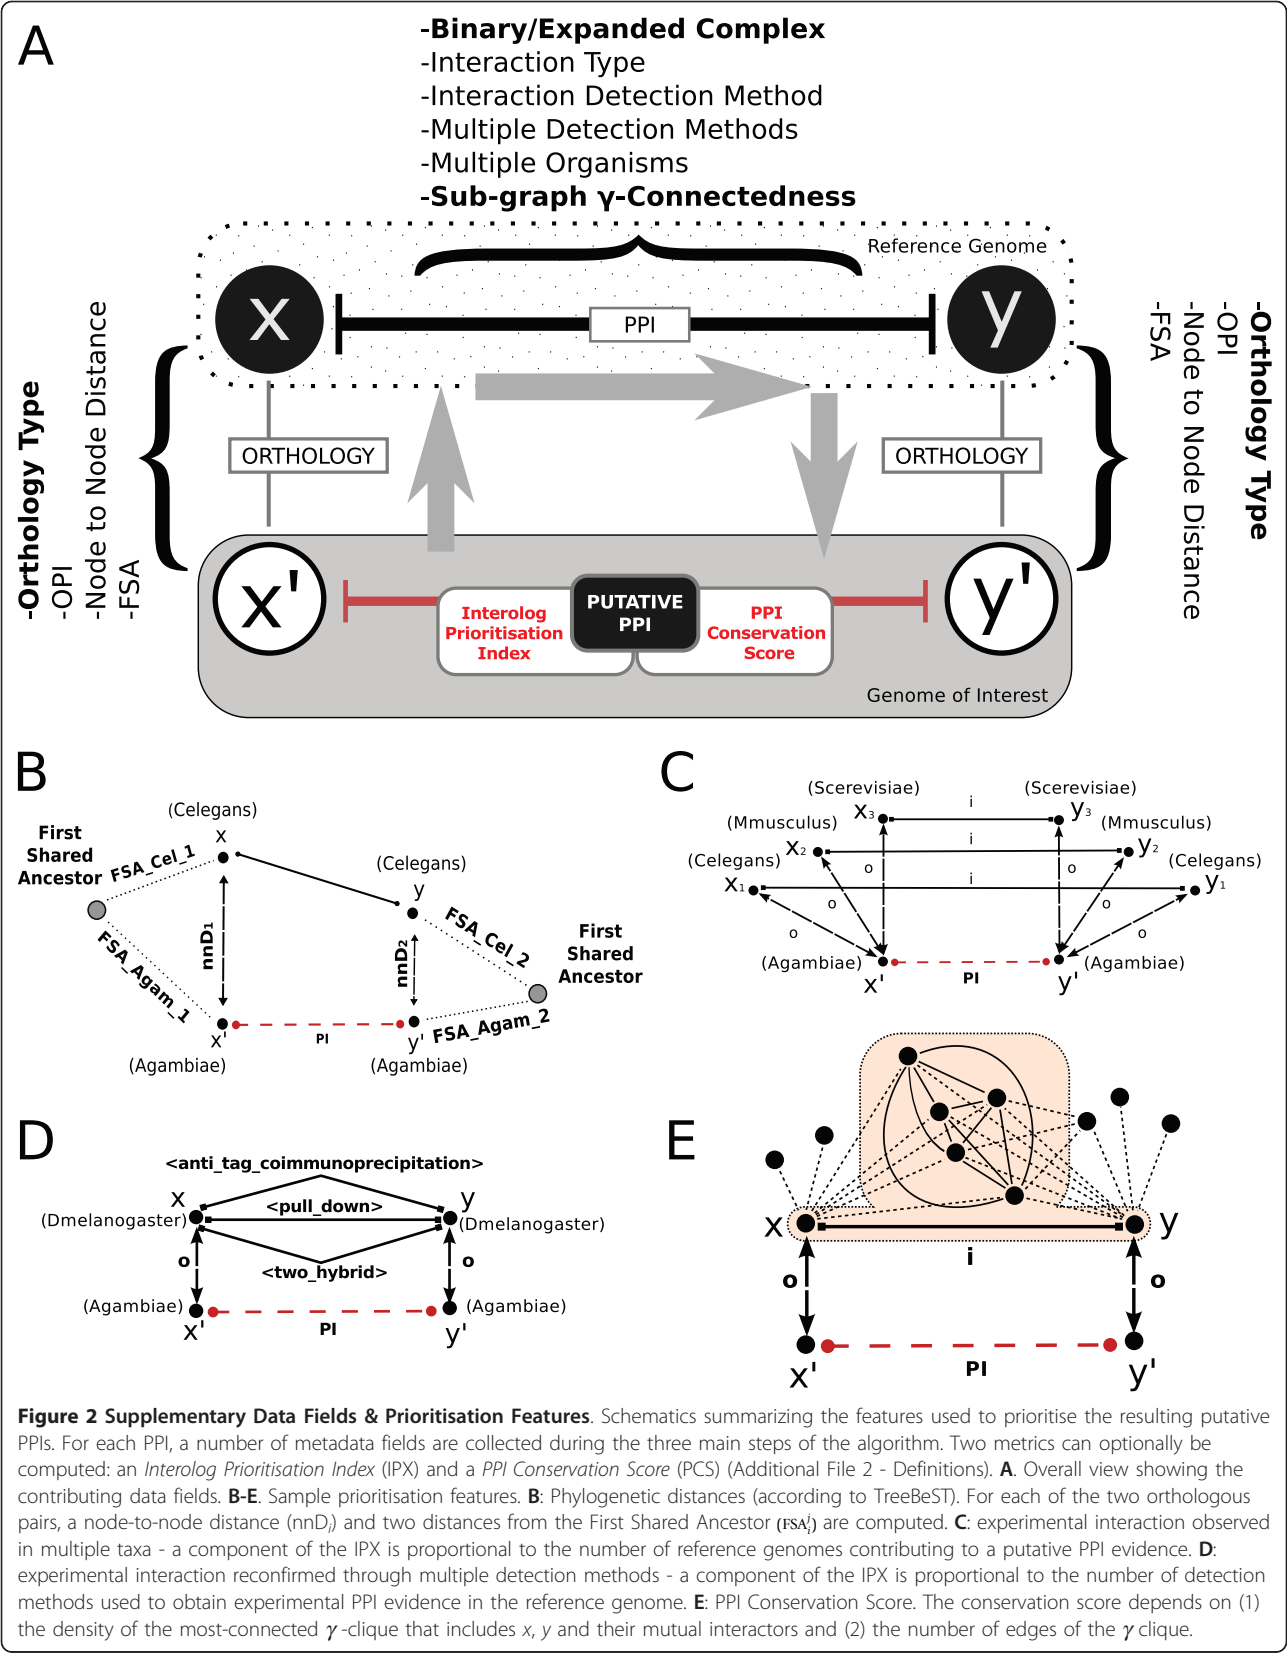 A
-Binary/Expanded Complex
-Interaction Type
-Interaction Detection Method
-Multiple Detection Methods
-Multiple Organisms
-Sub-graph γ-Connectedness
Reference Genome
x
y
PPI
-Orthology Type
-OPI
-Node to Node Distance
-FSA
-Orthology Type
-OPI
-Node to Node Distance
-FSA
ORTHOLOGY
ORTHOLOGY
x'
y'
Interolog
Prioritisation
Index
PUTATIVE
PPI
PPI
Conservation
Score
Genome of Interest
B
(Celegans)
x
First
Shared
Ancestor
FSA_Cel_1
(Celegans)
y
FSA_Cel_2
First
Shared
Ancestor
nnD1
nnD2
FSA_Agam_1
FSA_Agam_2
x'
PI
y'
(Agambiae)
(Agambiae)
C
(Scerevisiae)
(Scerevisiae)
x3
i
y3
(Mmusculus)
(Mmusculus)
x2
i
y2
(Celegans)
(Celegans)
x1
i
y1
o
o
o
o
o
o
(Agambiae)
(Agambiae)
x'
PI
y'
D
<anti_tag_coimmunoprecipitation>
x
y
<pull_down>
(Dmelanogaster)
(Dmelanogaster)
o
o
<two_hybrid>
(Agambiae)
(Agambiae)
x'
PI
y'
E
x
y
i
o
o
x'
PI
y'
Figure 2 Supplementary Data Fields & Prioritisation Features. Schematics summarizing the features used to prioritise the resulting putative
PPIs. For each PPI, a number of metadata fields are collected during the three main steps of the algorithm. Two metrics can optionally be
computed: an Interolog Prioritisation Index (IPX) and a PPI Conservation Score (PCS) (Additional File 2 - Definitions). A. Overall view showing the
contributing data fields. B-E. Sample prioritisation features. B: Phylogenetic distances (according to TreeBeST). For each of the two orthologous
pairs, a node-to-node distance (nnDi) and two distances from the First Shared Ancestor (FSA_i^j) are computed. C: experimental interaction observed
in multiple taxa - a component of the IPX is proportional to the number of reference genomes contributing to a putative PPI evidence. D:
experimental interaction reconfirmed through multiple detection methods - a component of the IPX is proportional to the number of detection
methods used to obtain experimental PPI evidence in the reference genome. E: PPI Conservation Score. The conservation score depends on (1)
the density of the most-connected γ -clique that includes x, y and their mutual interactors and (2) the number of edges of the γ clique.